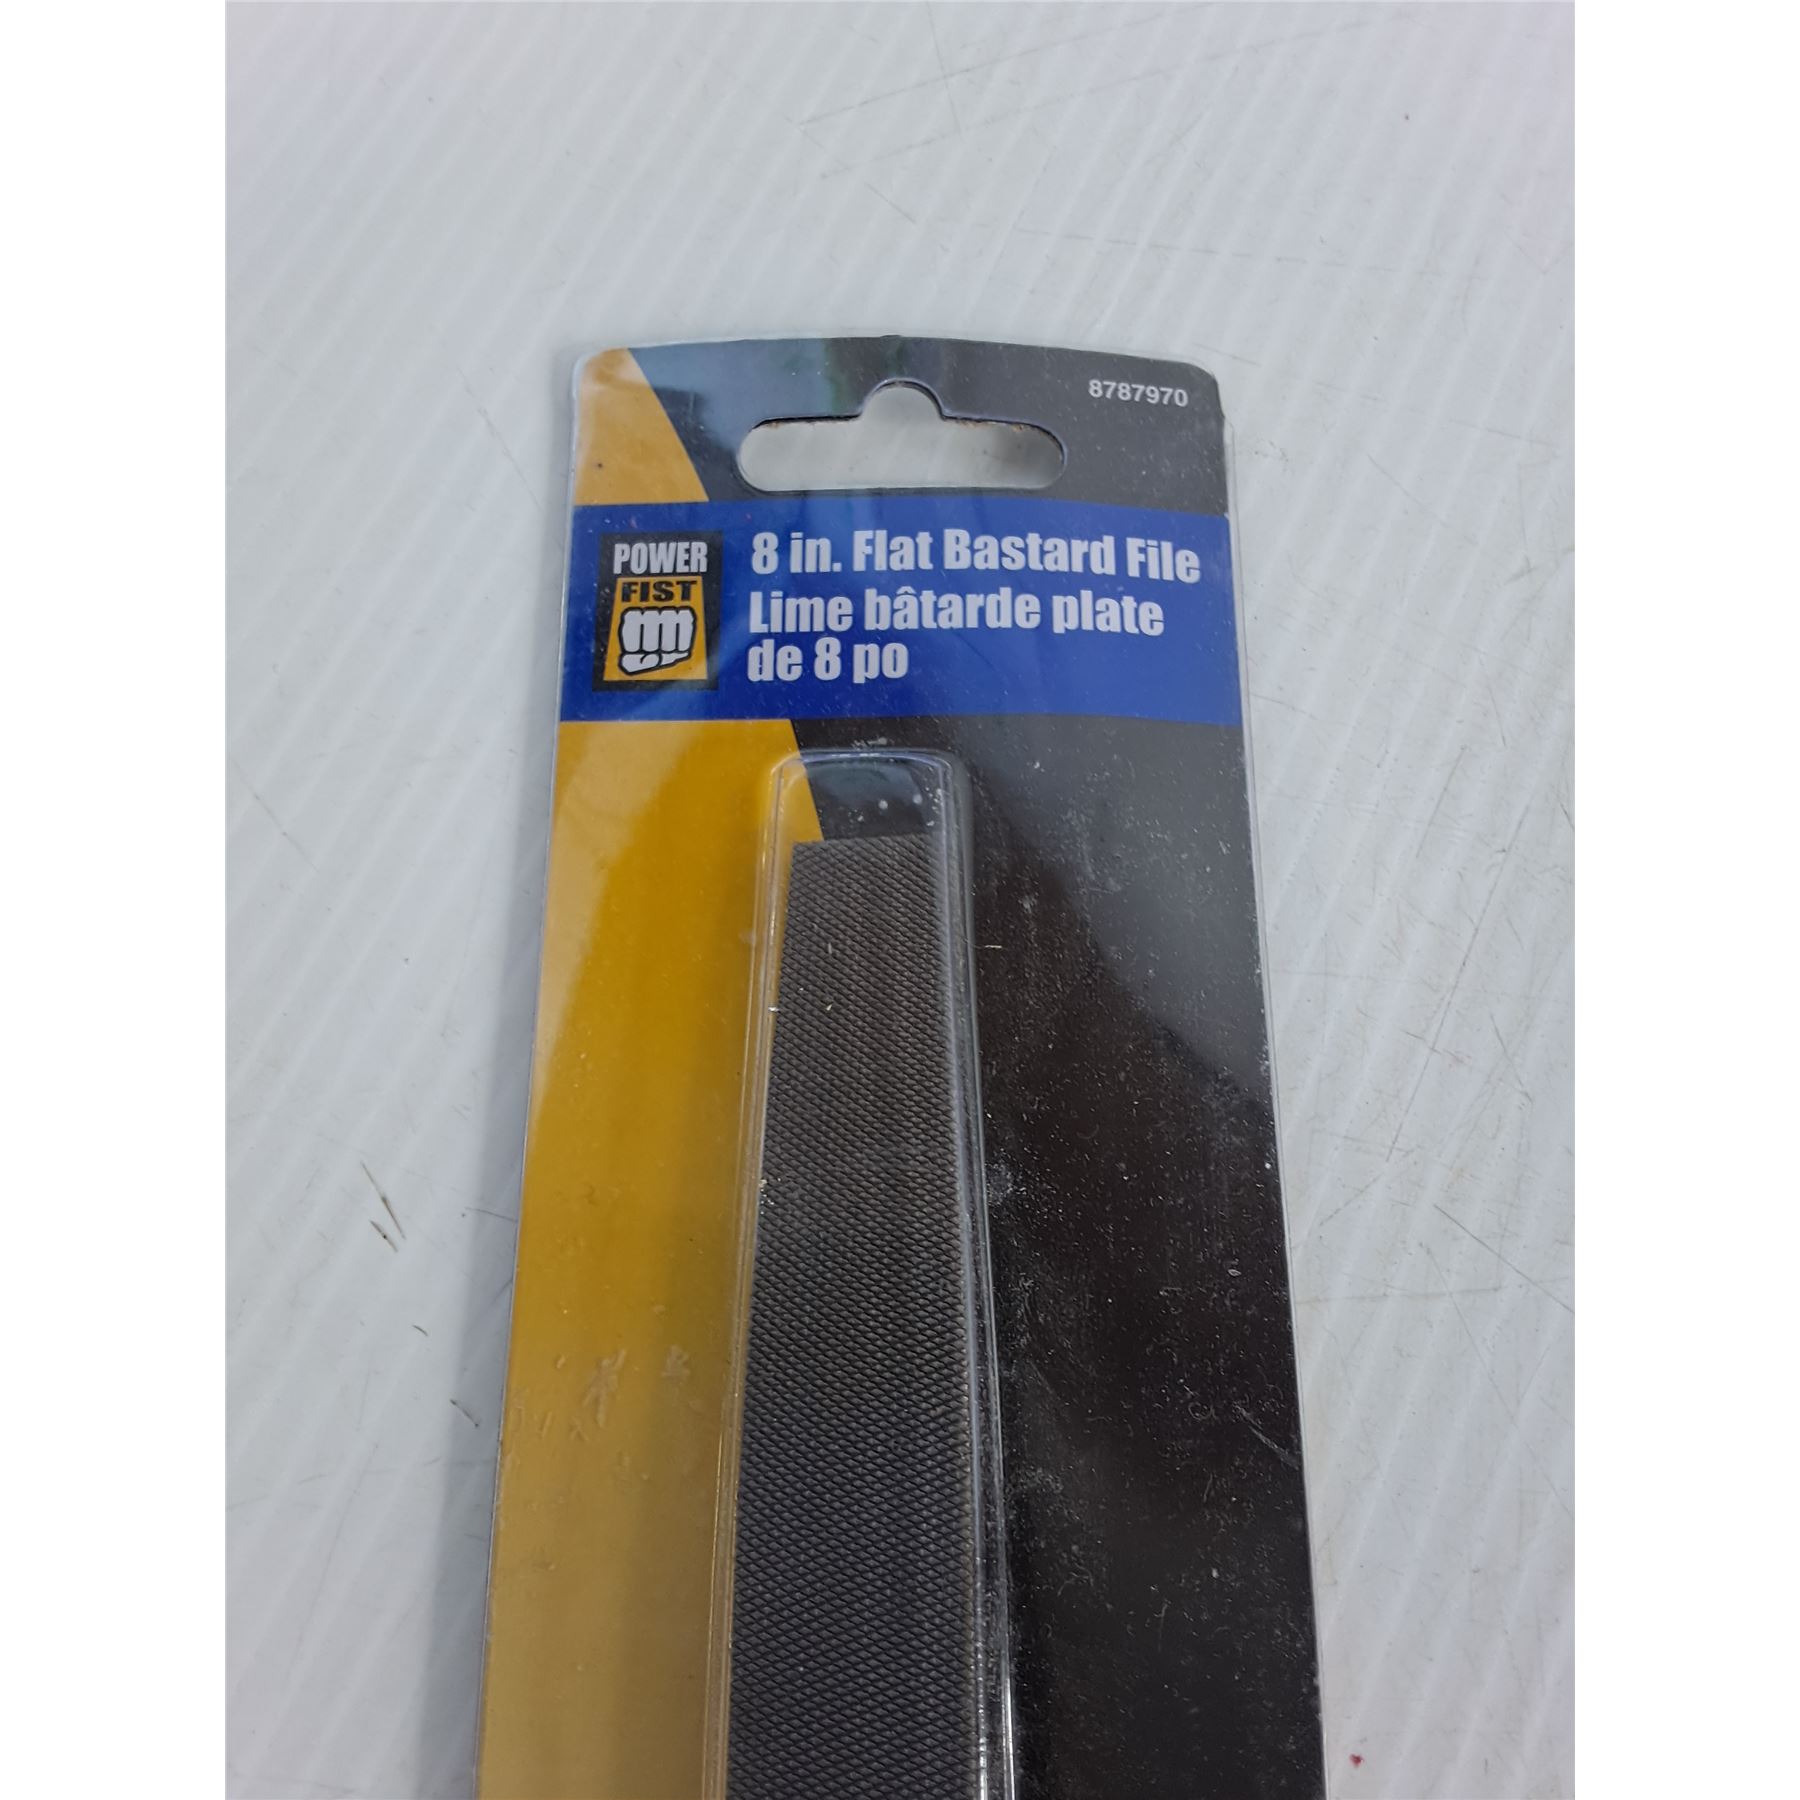 8787970
POWER
FIST
8 in. Flat Bastard File
Lime bâtarde plate
de 8 po